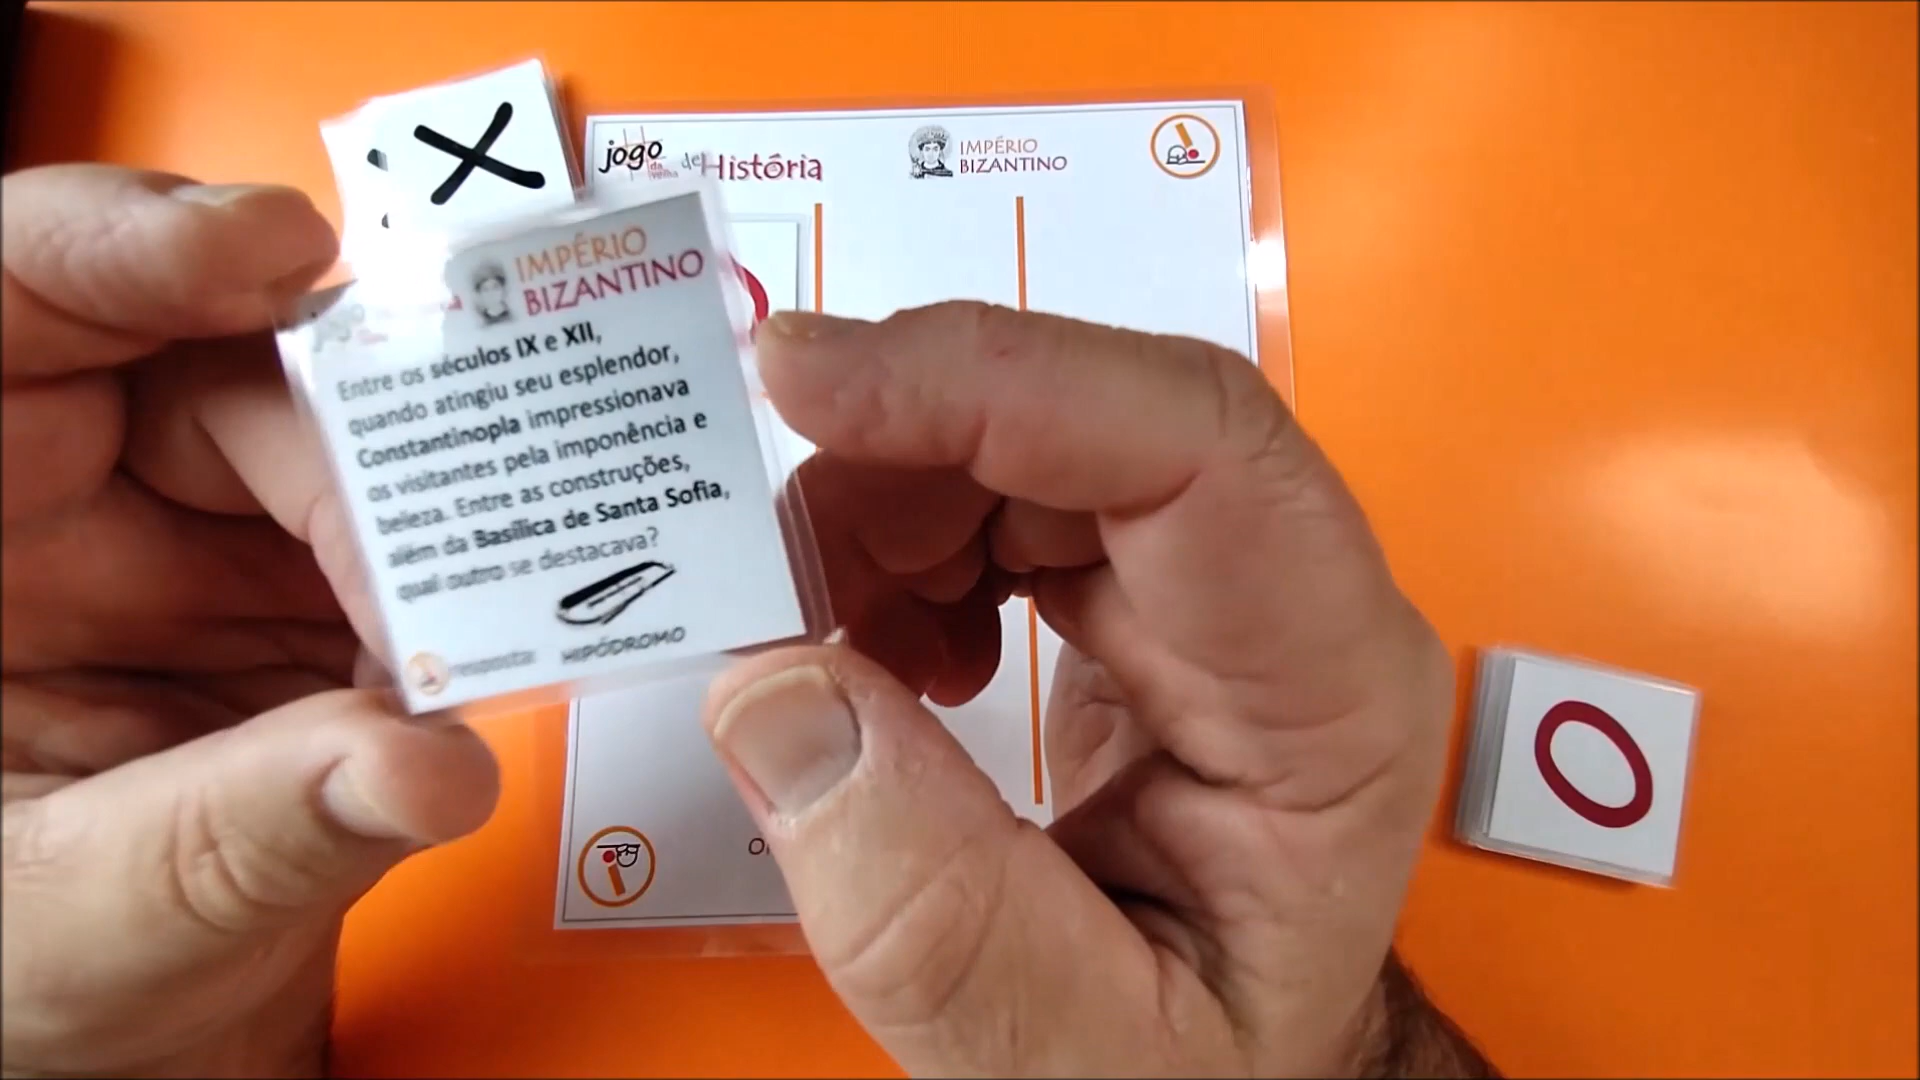 jogo
da
velha
de História
IMPÉRIO
BIZANTINO
X
jogo
IMPÉRIO
BIZANTINO
Entre os séculos IX e XII,
quando atingiu seu esplendor,
Constantinopla impressionava
os visitantes pela imponência e
beleza. Entre as construções,
além da Basílica de Santa Sofia,
qual outro se destacava?
resposta: HIPÓDROMO
O